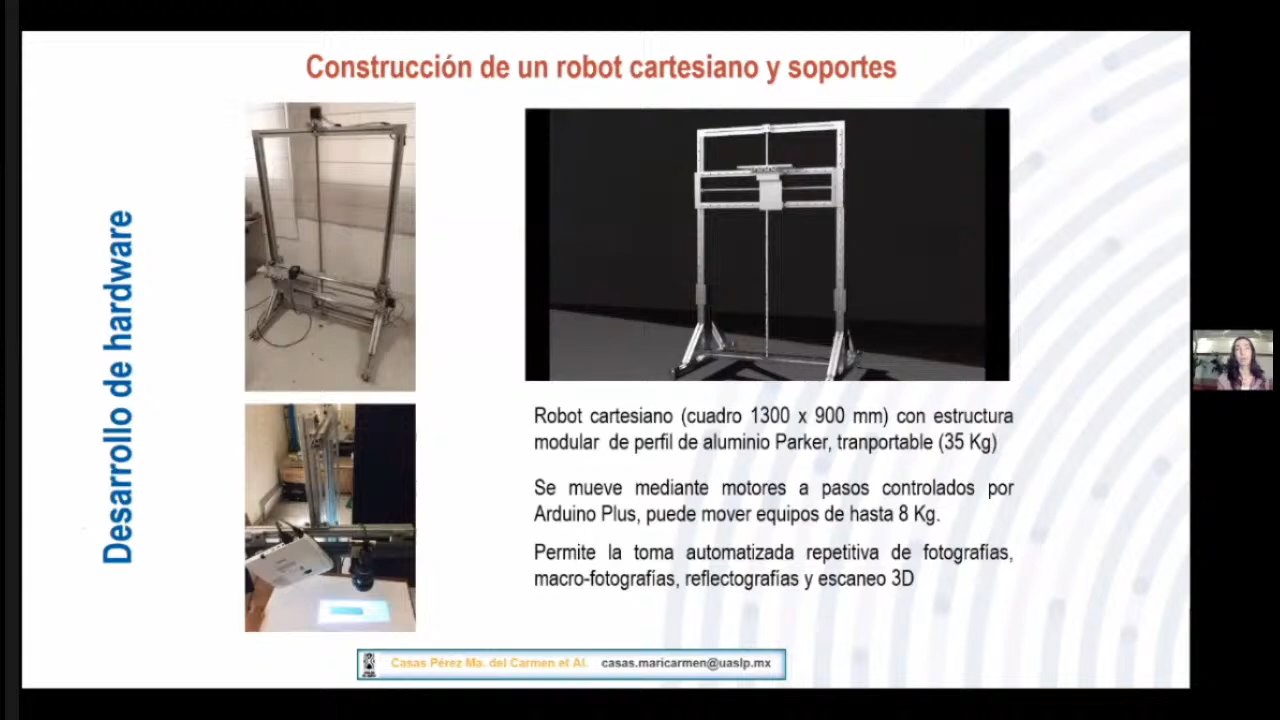 Construcción de un robot cartesiano y soportes
Desarrollo de hardware
Robot cartesiano (cuadro 1300 x 900 mm) con estructura
modular de perfil de aluminio Parker, tranportable (35 Kg)
Se mueve mediante motores a pasos controlados por
Arduino Plus, puede mover equipos de hasta 8 Kg.
Permite la toma automatizada repetitiva de fotografías,
macro-fotografías, reflectografías y escaneo 3D
Casas Pérez Ma. del Carmen et Al. casas.maricarmen@uaslp.mx